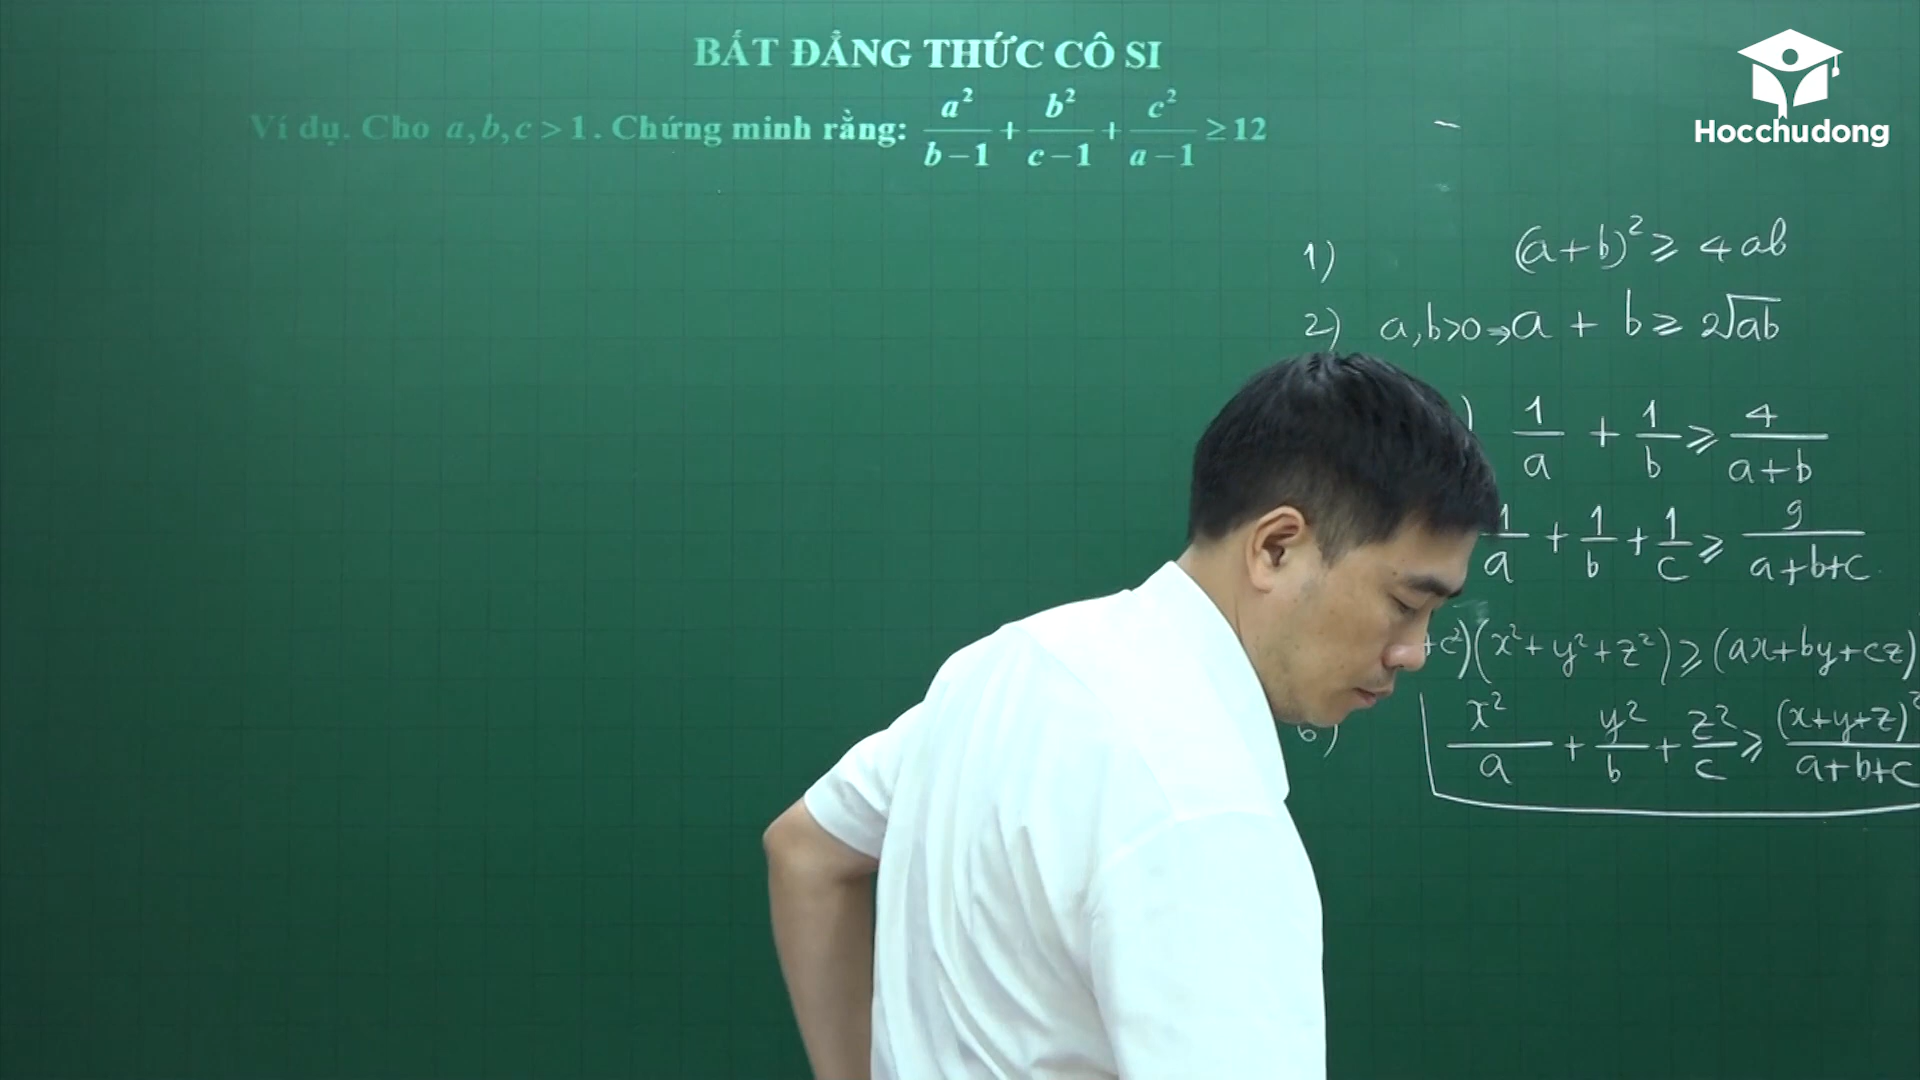 BẤT ĐẲNG THỨC CÔ SI
Ví dụ. Cho a, b, c > 1. Chứng minh rằng: a²/(b−1) + b²/(c−1) + c²/(a−1) ≥ 12
Hocchudong
1) (a+b)² ≥ 4ab
2) a,b>0 ⇒ a + b ≥ 2√ab
) 1/a + 1/b ≥ 4/(a+b)
1/a + 1/b + 1/c ≥ 9/(a+b+c)
+c²)(x²+y²+z²) ≥ (ax+by+cz)
6) x²/a + y²/b + z²/c ≥ (x+y+z)²/(a+b+c